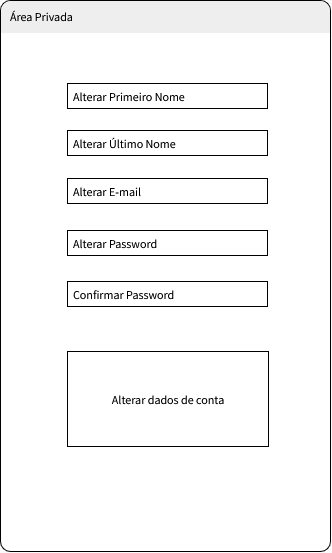 Área Privada
Alterar Primeiro Nome
Alterar Último Nome
Alterar E-mail
Alterar Password
Confirmar Password
Alterar dados de conta